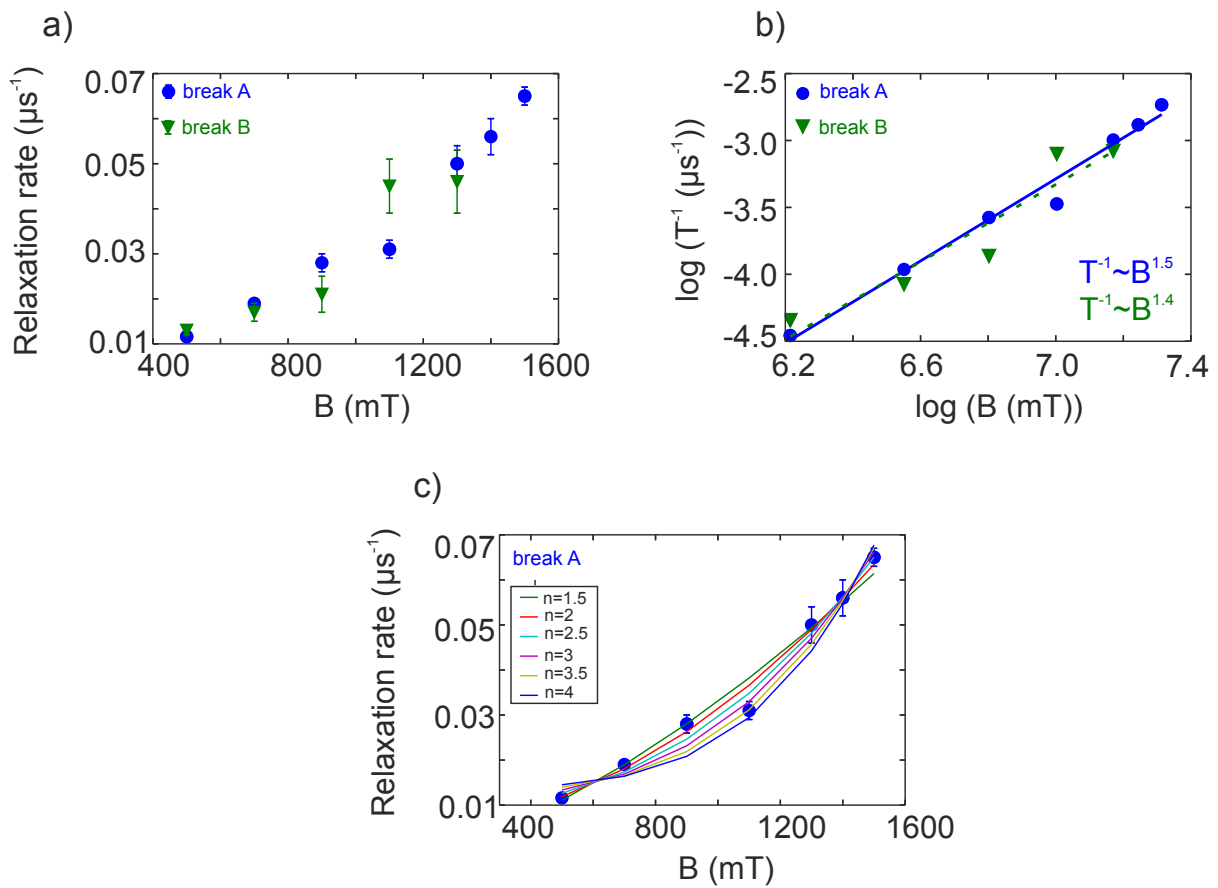 a)
Relaxation rate (μs⁻¹)
0.07
0.05
0.03
0.01
break A
break B
400
800
1200
1600
B (mT)
b)
log (T⁻¹ (μs⁻¹))
-2.5
-3.0
-3.5
-4.0
-4.5
break A
break B
T⁻¹~B¹·⁵
T⁻¹~B¹·⁴
6.2
6.6
7.0
7.4
log (B (mT))
c)
Relaxation rate (μs⁻¹)
0.07
0.05
0.03
0.01
break A
n=1.5
n=2
n=2.5
n=3
n=3.5
n=4
400
800
1200
1600
B (mT)